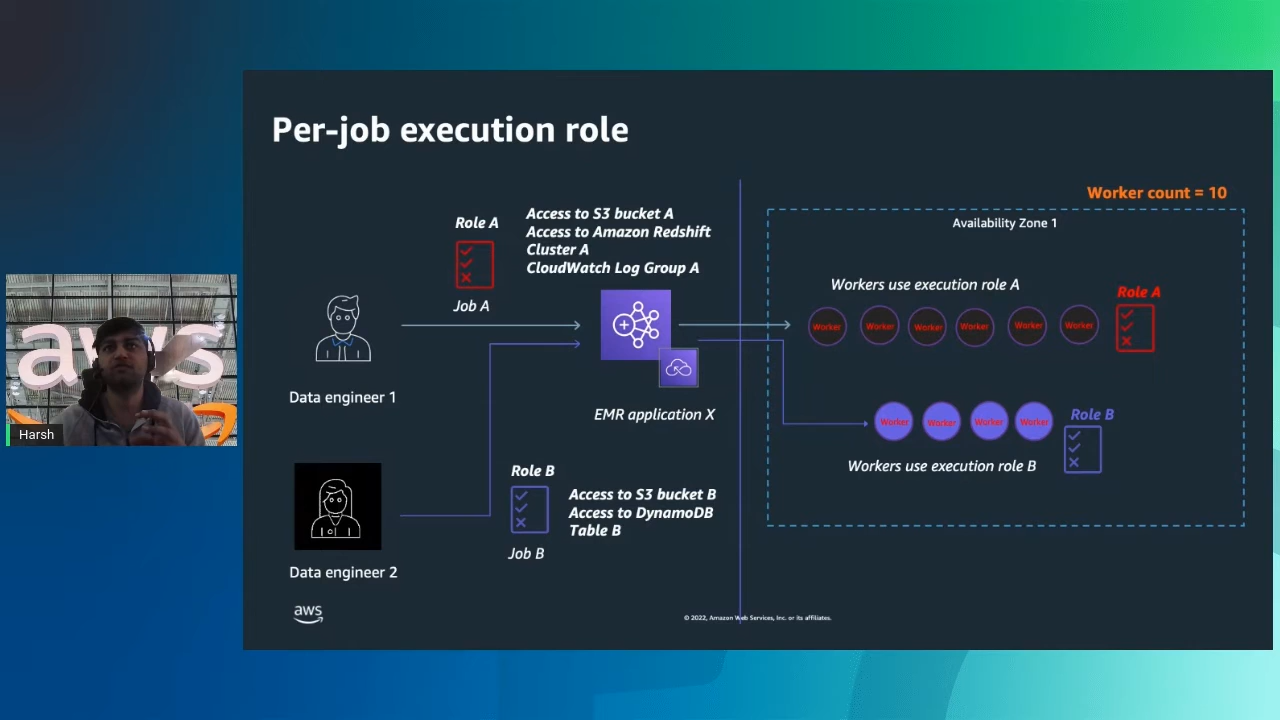 Per-job execution role
Worker count = 10
Role A
Access to S3 bucket A
Access to Amazon Redshift
Cluster A
CloudWatch Log Group A
Job A
Data engineer 1
EMR application X
Availability Zone 1
Workers use execution role A
Worker
Worker
Worker
Worker
Worker
Worker
Role A
Worker
Worker
Worker
Worker
Role B
Workers use execution role B
Role B
Access to S3 bucket B
Access to DynamoDB
Table B
Job B
Data engineer 2
aws
© 2022, Amazon Web Services, Inc. or its affiliates.
aws
Harsh